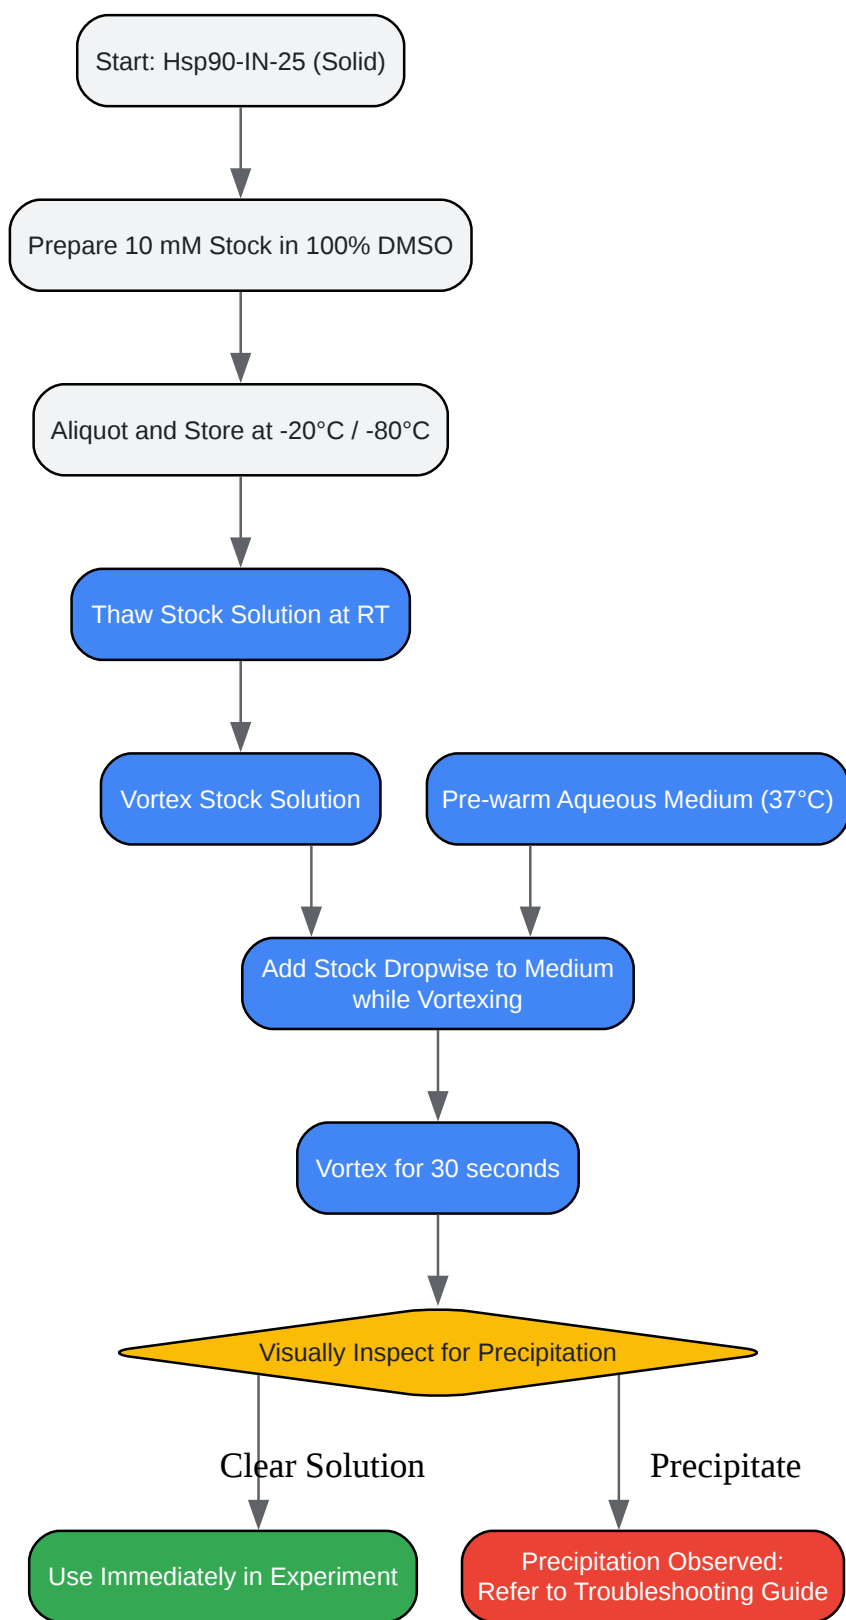 Start: Hsp90-IN-25 (Solid)
Prepare 10 mM Stock in 100% DMSO
Aliquot and Store at -20°C / -80°C
Thaw Stock Solution at RT
Vortex Stock Solution
Pre-warm Aqueous Medium (37°C)
Add Stock Dropwise to Medium
while Vortexing
Vortex for 30 seconds
Visually Inspect for Precipitation
Clear Solution
Precipitate
Use Immediately in Experiment
Precipitation Observed:
Refer to Troubleshooting Guide